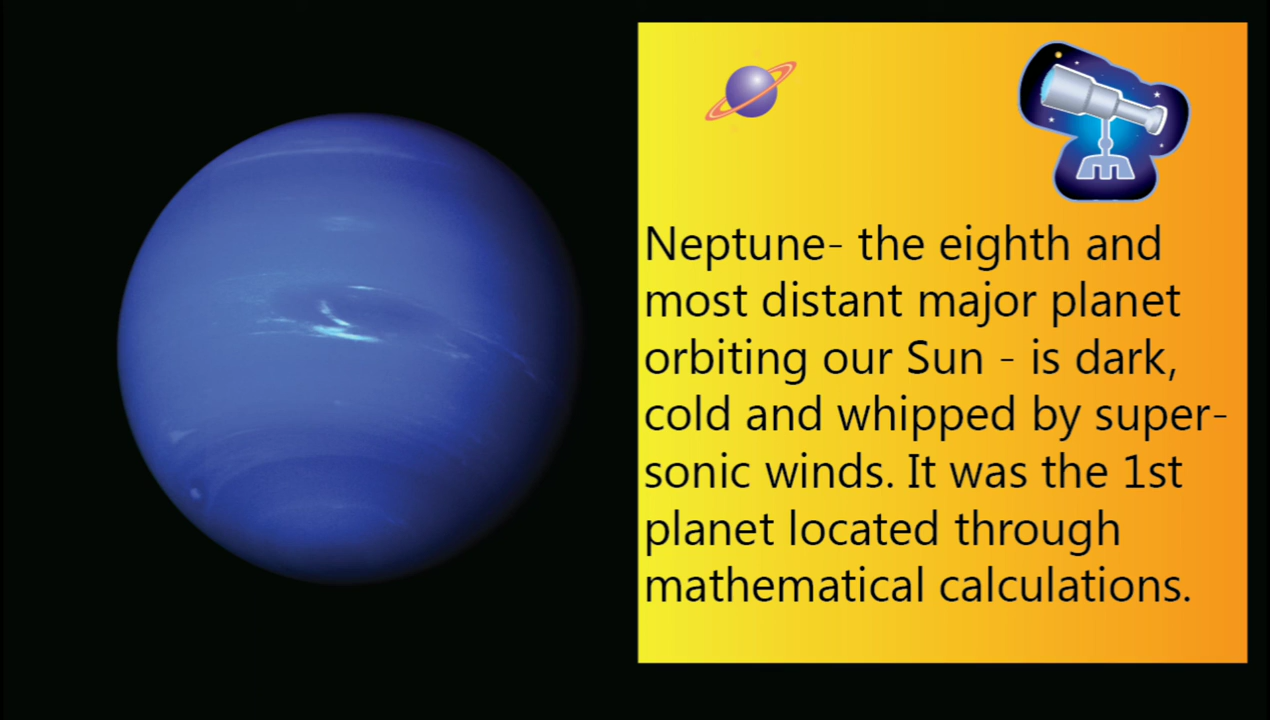 Neptune- the eighth and
most distant major planet
orbiting our Sun - is dark,
cold and whipped by super-
sonic winds. It was the 1st
planet located through
mathematical calculations.